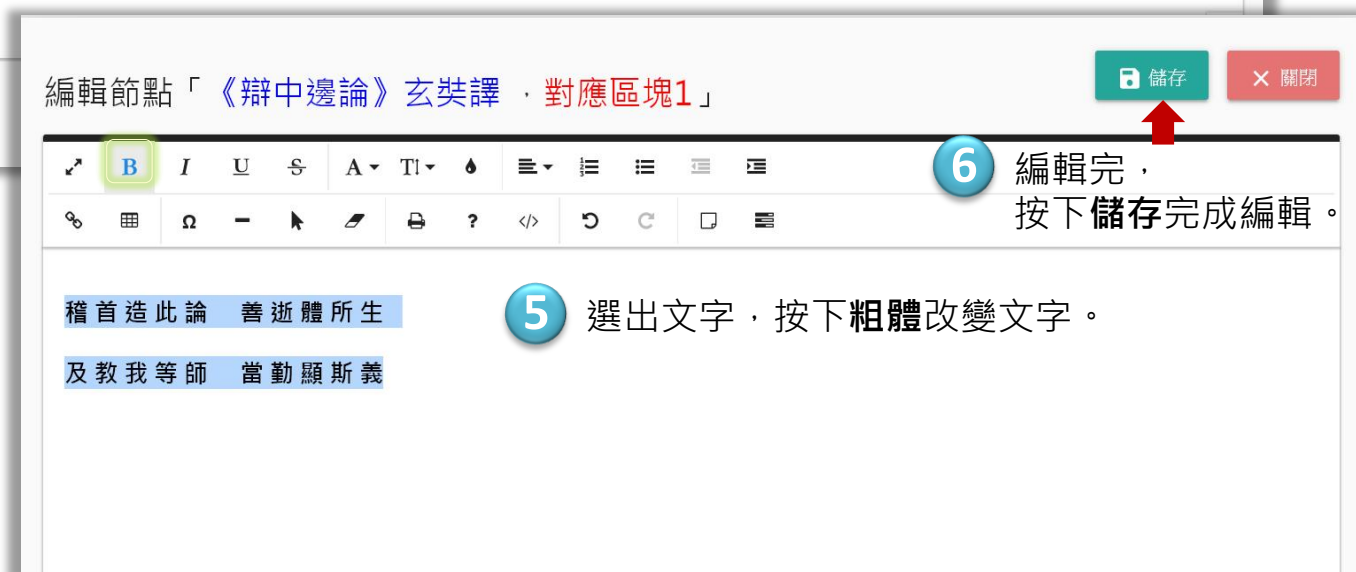 編輯節點「《辯中邊論》玄奘譯，對應區塊1」
儲存
關閉
B I U S A T
6 編輯完，
按下儲存完成編輯。
Ω ? </>
稽首造此論 善逝體所生
5 選出文字，按下粗體改變文字。
及教我等師 當勤顯斯義